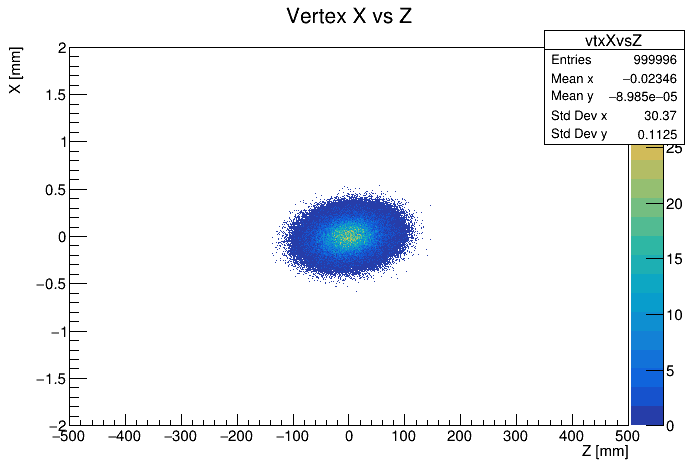 Vertex X vs Z
vtxXvsZ
Entries 999996
Mean x −0.02346
Mean y −8.985e−05
Std Dev x 30.37
Std Dev y 0.1125
X [mm]
2
1.5
1
0.5
0
−0.5
−1
−1.5
−2
25
20
15
10
5
0
−500 −400 −300 −200 −100 0 100 200 300 400 500
Z [mm]